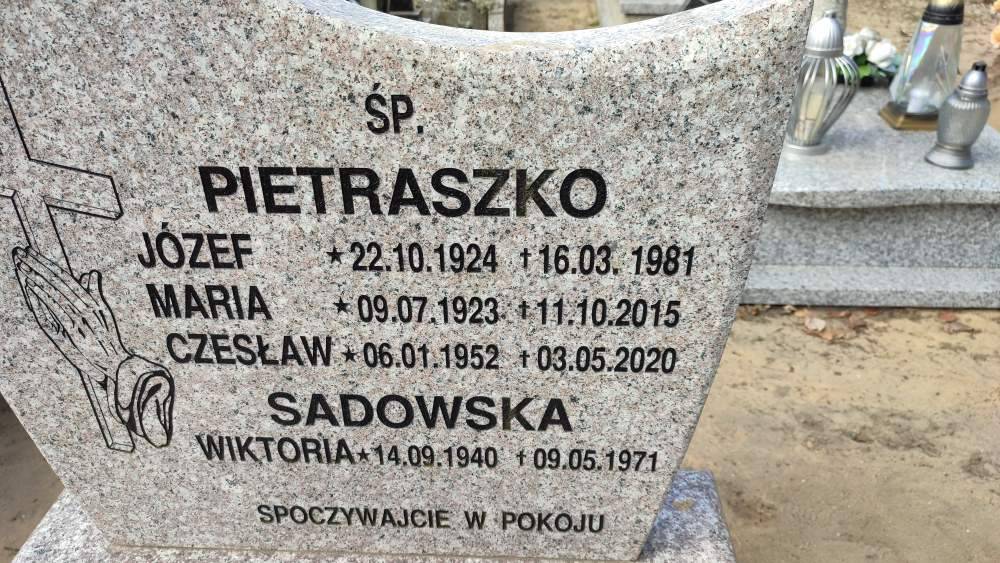 ŚP.
PIETRASZKO
JÓZEF ★ 22.10.1924 † 16.03.1981
MARIA ★ 09.07.1923 † 11.10.2015
CZESŁAW ★ 06.01.1952 † 03.05.2020
SADOWSKA
WIKTORIA ★ 14.09.1940 † 09.05.1971
SPOCZYWAJCIE W POKOJU